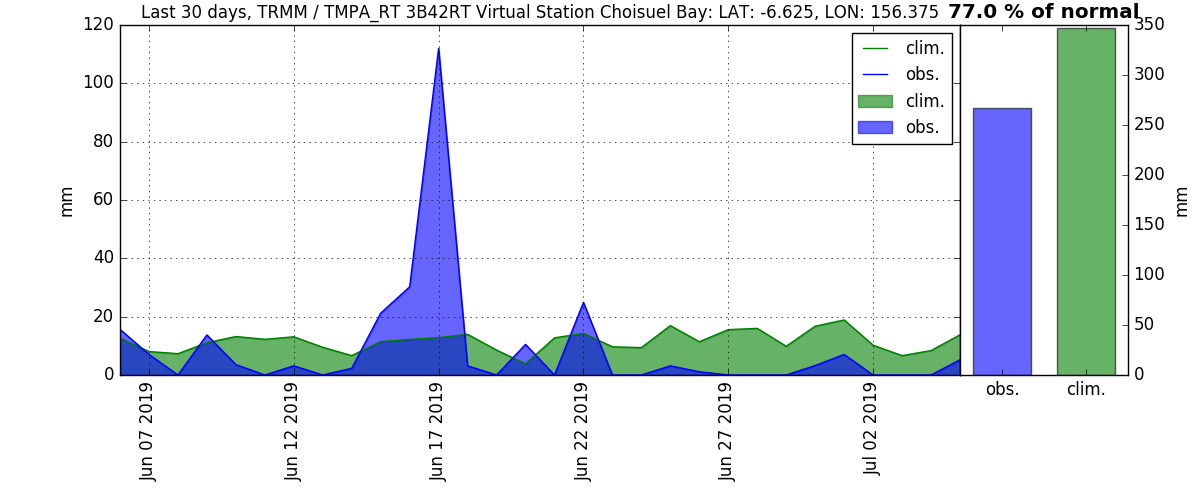 Last 30 days, TRMM / TMPA_RT 3B42RT Virtual Station Choisuel Bay: LAT: -6.625, LON: 156.375 77.0 % of normal
120
100
80
60
40
20
0
mm
clim.
obs.
clim.
obs.
Jun 07 2019
Jun 12 2019
Jun 17 2019
Jun 22 2019
Jun 27 2019
Jul 02 2019
350
300
250
200
150
100
50
0
mm
obs. clim.